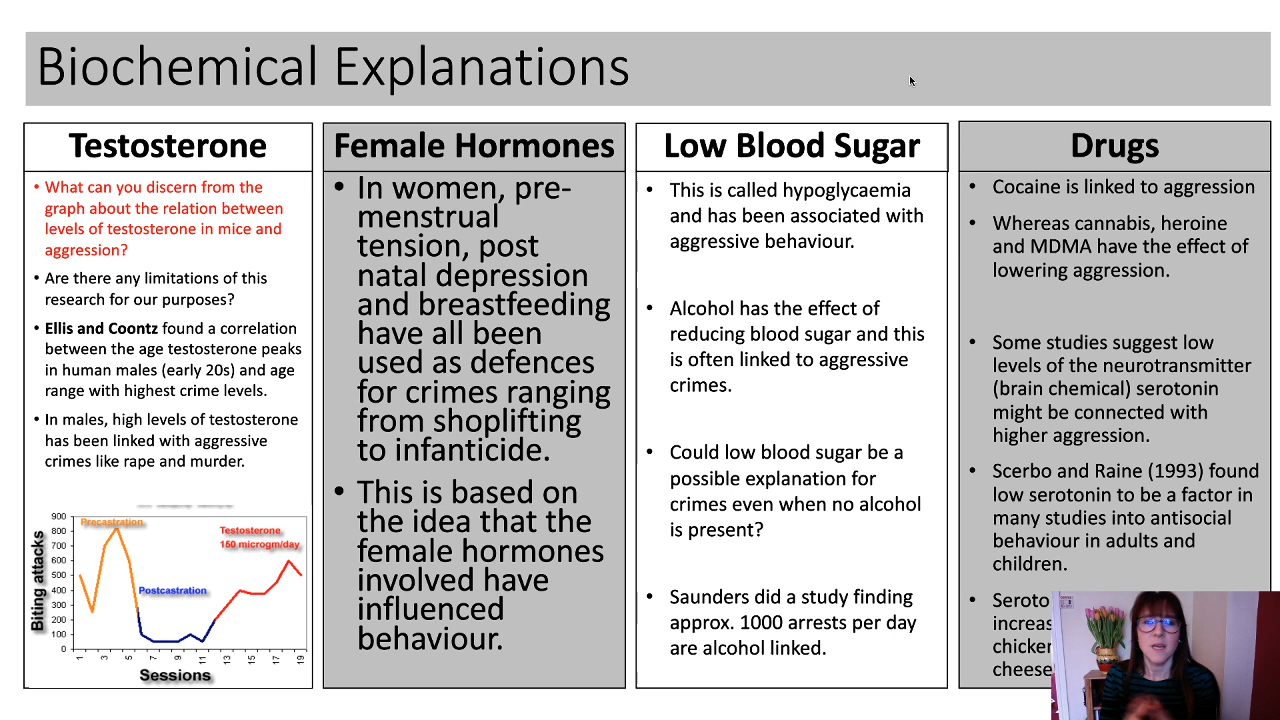 Biochemical Explanations
Testosterone
• What can you discern from the
graph about the relation between
levels of testosterone in mice and
aggression?
• Are there any limitations of this
research for our purposes?
• Ellis and Coontz found a correlation
between the age testosterone peaks
in human males (early 20s) and age
range with highest crime levels.
• In males, high levels of testosterone
has been linked with aggressive
crimes like rape and murder.
Biting attacks
900
800
700
600
500
400
300
200
100
0
Precastration
Postcastration
Testosterone
150 microgm/day
1 3 5 7 9 11 13 15 17 19
Sessions
Female Hormones
• In women, pre-
menstrual
tension, post
natal depression
and breastfeeding
have all been
used as defences
for crimes ranging
from shoplifting
to infanticide.
• This is based on
the idea that the
female hormones
involved have
influenced
behaviour.
Low Blood Sugar
• This is called hypoglycaemia
and has been associated with
aggressive behaviour.
• Alcohol has the effect of
reducing blood sugar and this
is often linked to aggressive
crimes.
• Could low blood sugar be a
possible explanation for
crimes even when no alcohol
is present?
• Saunders did a study finding
approx. 1000 arrests per day
are alcohol linked.
Drugs
• Cocaine is linked to aggression
• Whereas cannabis, heroine
and MDMA have the effect of
lowering aggression.
• Some studies suggest low
levels of the neurotransmitter
(brain chemical) serotonin
might be connected with
higher aggression.
• Scerbo and Raine (1993) found
low serotonin to be a factor in
many studies into antisocial
behaviour in adults and
children.
• Seroto
increas
chicken
cheese